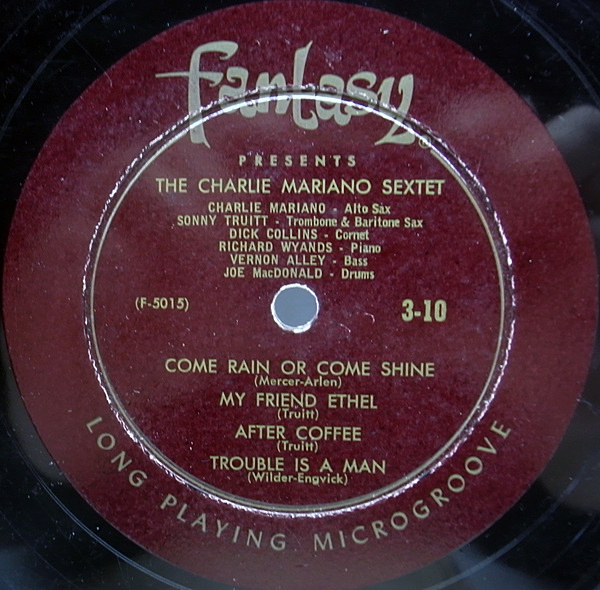 fantasy®
PRESENTS
THE CHARLIE MARIANO SEXTET
CHARLIE MARIANO - Alto Sax
SONNY TRUITT - Trombone & Baritone Sax
DICK COLLINS - Cornet
RICHARD WYANDS - Piano
VERNON ALLEY - Bass
JOE MacDONALD - Drums
(F-5015)
3-10
COME RAIN OR COME SHINE
(Mercer-Arlen)
MY FRIEND ETHEL
(Truitt)
AFTER COFFEE
(Truitt)
TROUBLE IS A MAN
(Wilder-Engvick)
LONG PLAYING MICROGROOVE